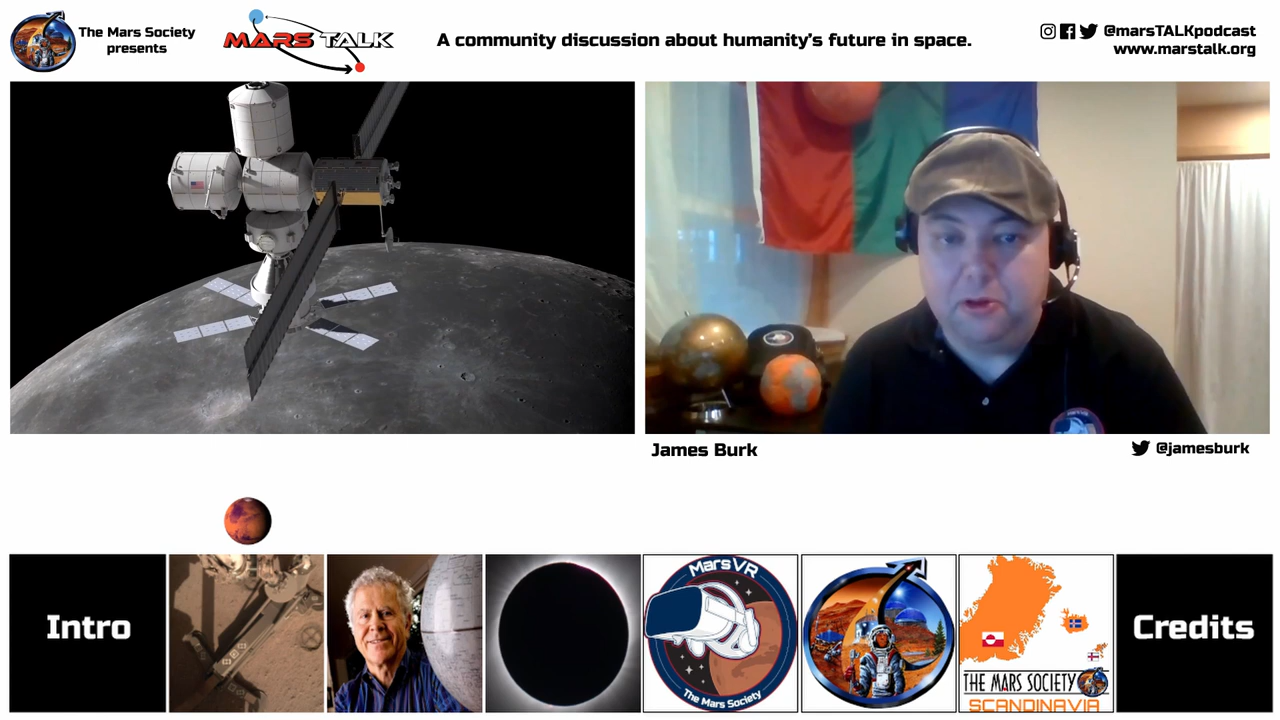 The Mars Society
presents
MARS TALK
A community discussion about humanity's future in space.
@marsTALKpodcast
www.marstalk.org
James Burk
@jamesburk
Intro
MarsVR
The Mars Society
THE MARS SOCIETY
SCANDINAVIA
Credits